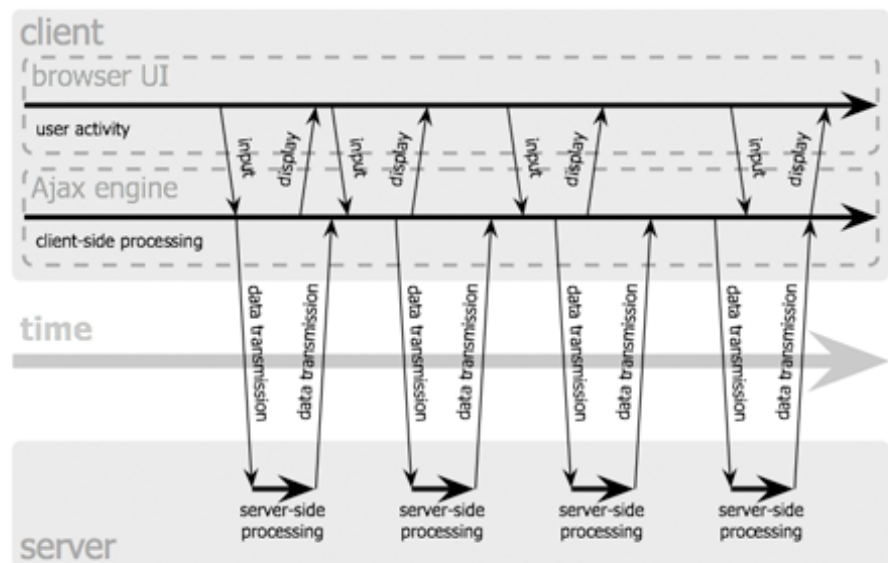 client
browser UI
user activity
input
display
input
display
input
display
input
display
Ajax engine
client-side processing
data transmission
data transmission
data transmission
data transmission
data transmission
data transmission
data transmission
data transmission
time
server-side
processing
server-side
processing
server-side
processing
server-side
processing
server